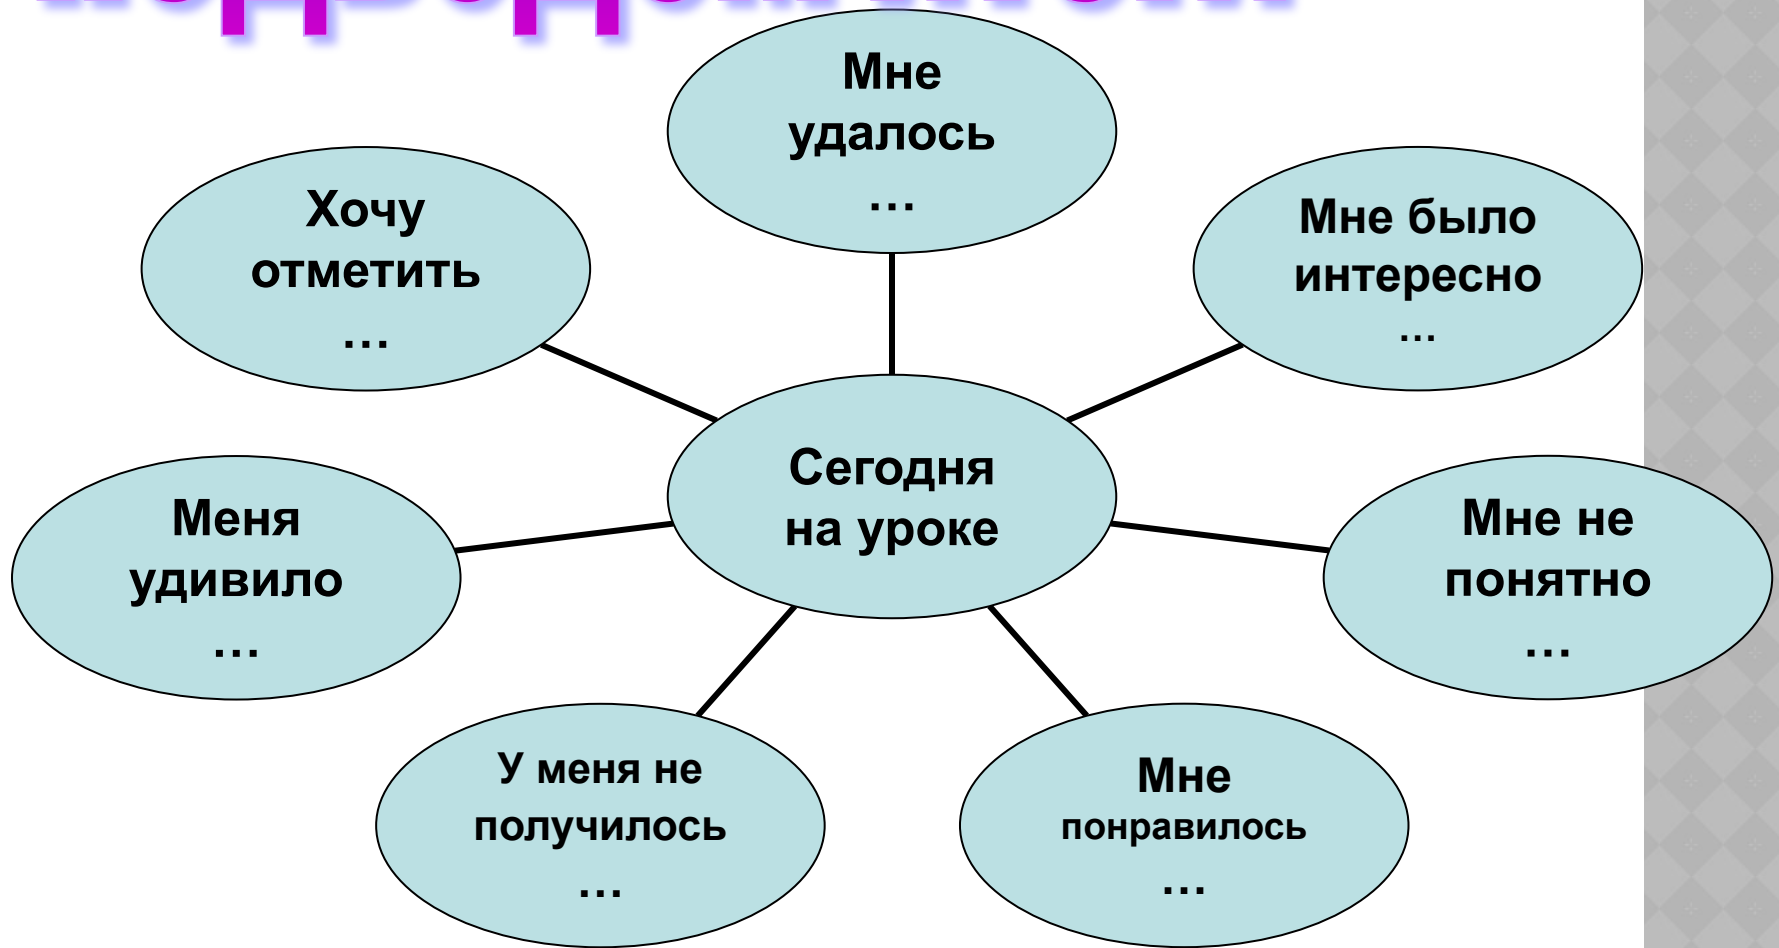 Мне
удалось
…
Мне было
интересно
…
Мне не
понятно
…
Мне
понравилось
…
У меня не
получилось
…
Меня
удивило
…
Хочу
отметить
…
Сегодня
на уроке